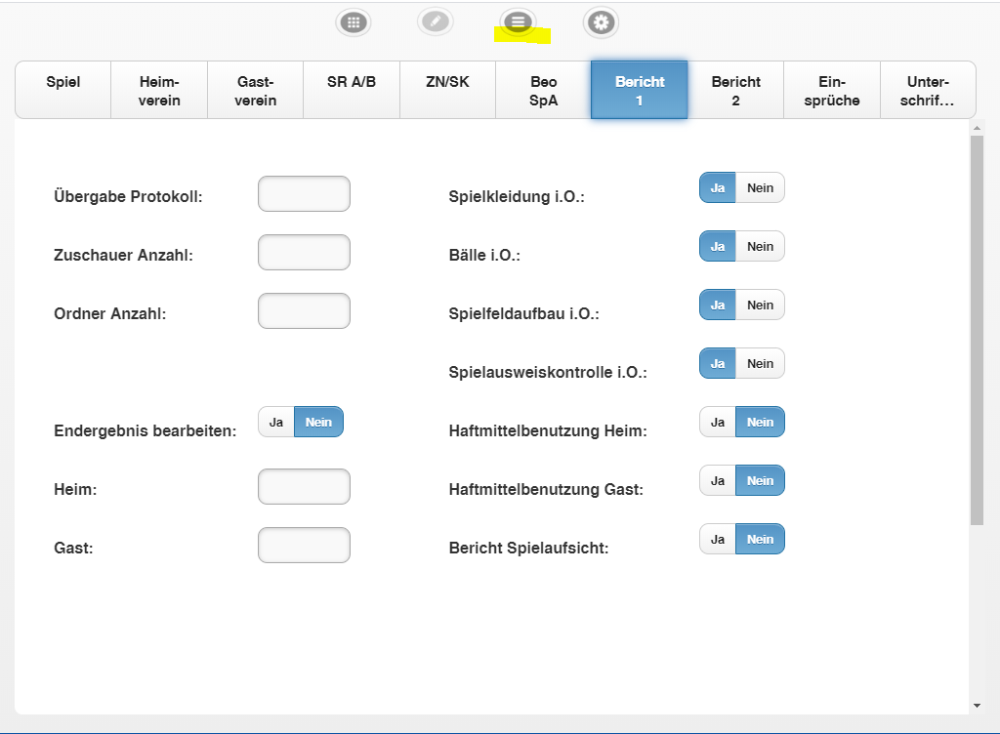 Spiel
Heim-
verein
Gast-
verein
SR A/B
ZN/SK
Beo
SpA
Bericht
1
Bericht
2
Ein-
sprüche
Unter-
schrif...
Übergabe Protokoll:
Spielkleidung i.O.: Ja Nein
Zuschauer Anzahl:
Bälle i.O.: Ja Nein
Ordner Anzahl:
Spielfeldaufbau i.O.: Ja Nein
Spielausweiskontrolle i.O.: Ja Nein
Endergebnis bearbeiten: Ja Nein
Haftmittelbenutzung Heim: Ja Nein
Heim:
Haftmittelbenutzung Gast: Ja Nein
Gast:
Bericht Spielaufsicht: Ja Nein